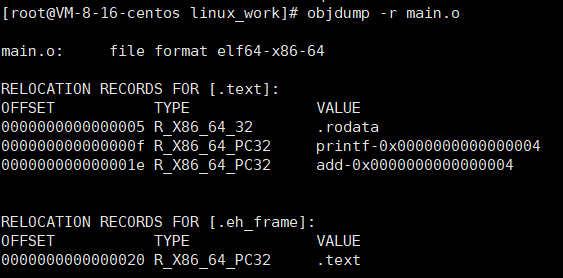 [root@VM-8-16-centos linux_work]# objdump -r main.o
main.o:     file format elf64-x86-64
RELOCATION RECORDS FOR [.text]:
OFFSET           TYPE              VALUE
0000000000000005 R_X86_64_32       .rodata
000000000000000f R_X86_64_PC32     printf-0x0000000000000004
000000000000001e R_X86_64_PC32     add-0x0000000000000004
RELOCATION RECORDS FOR [.eh_frame]:
OFFSET           TYPE              VALUE
0000000000000020 R_X86_64_PC32     .text